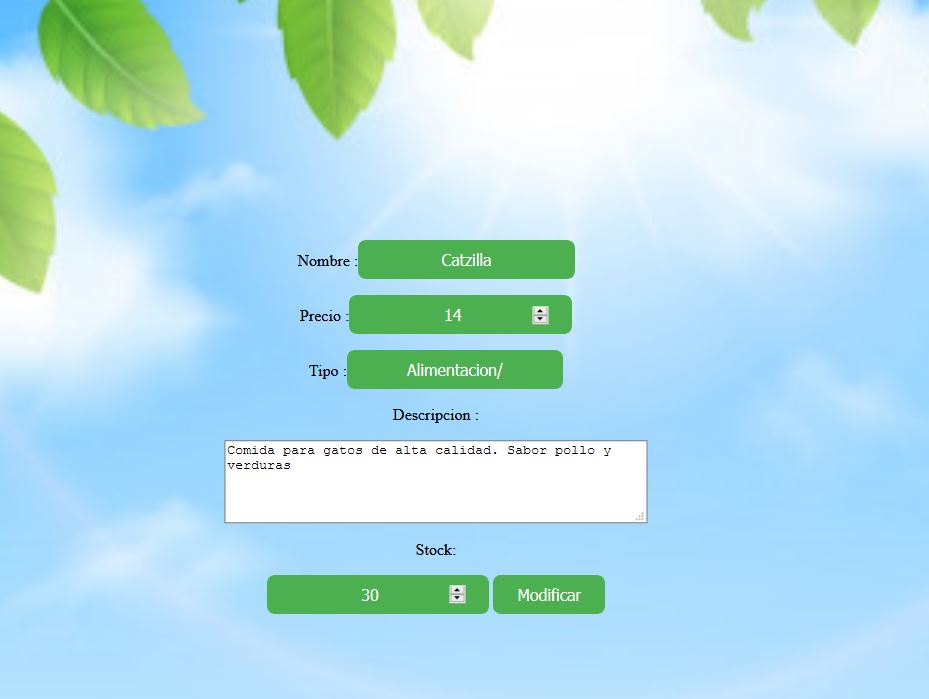 Nombre : Catzilla
Precio : 14
Tipo : Alimentacion/
Descripcion :
Comida para gatos de alta calidad. Sabor pollo y
verduras
Stock:
30 Modificar